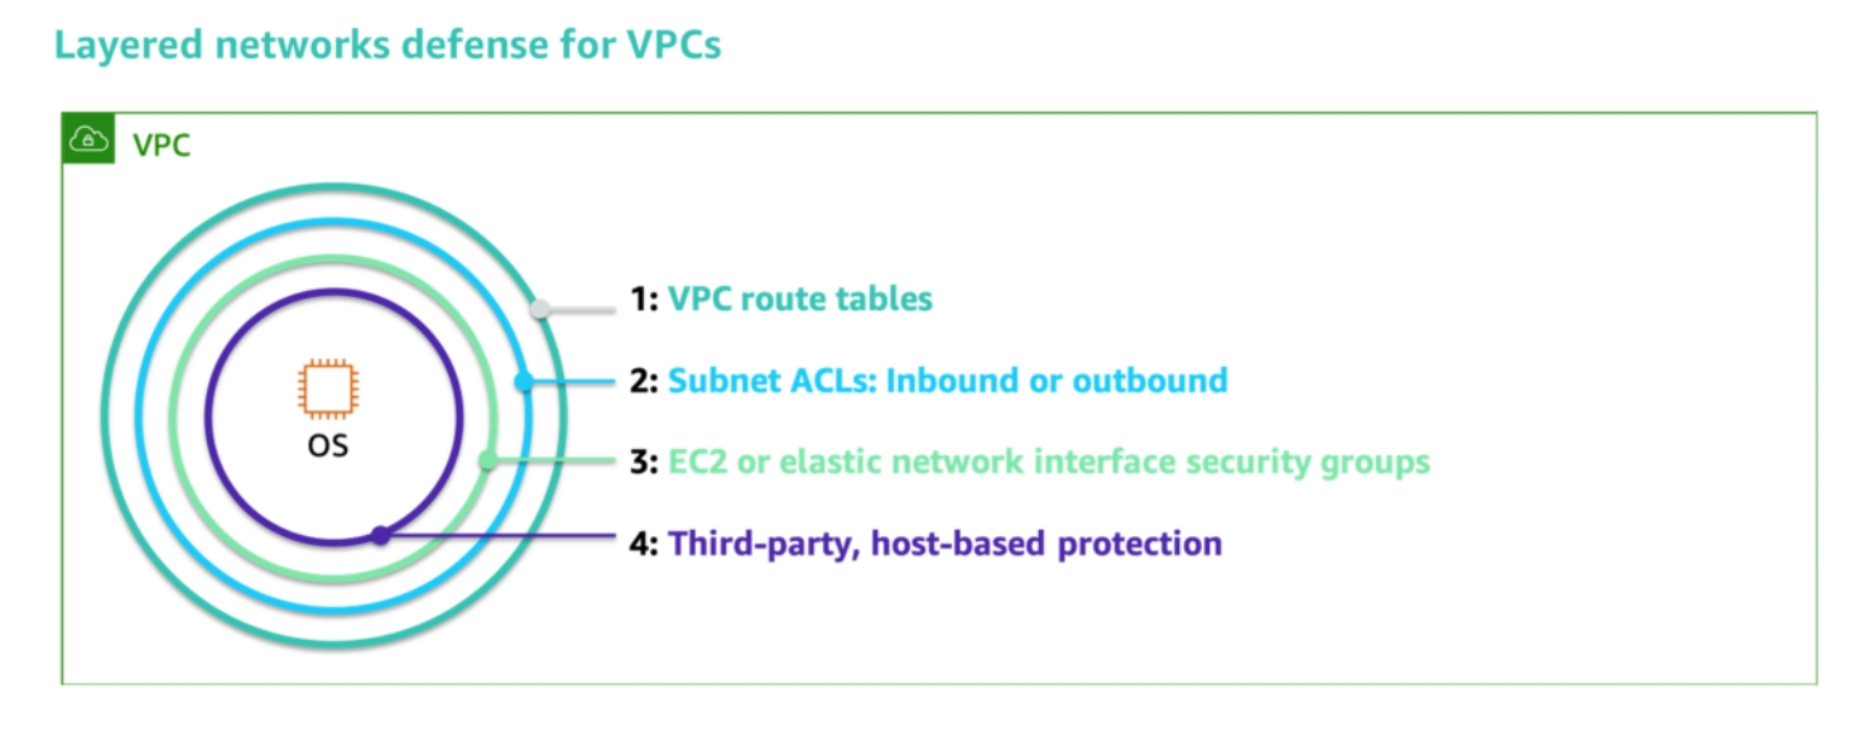 Layered networks defense for VPCs
VPC
1: VPC route tables
2: Subnet ACLs: Inbound or outbound
OS
3: EC2 or elastic network interface security groups
4: Third-party, host-based protection